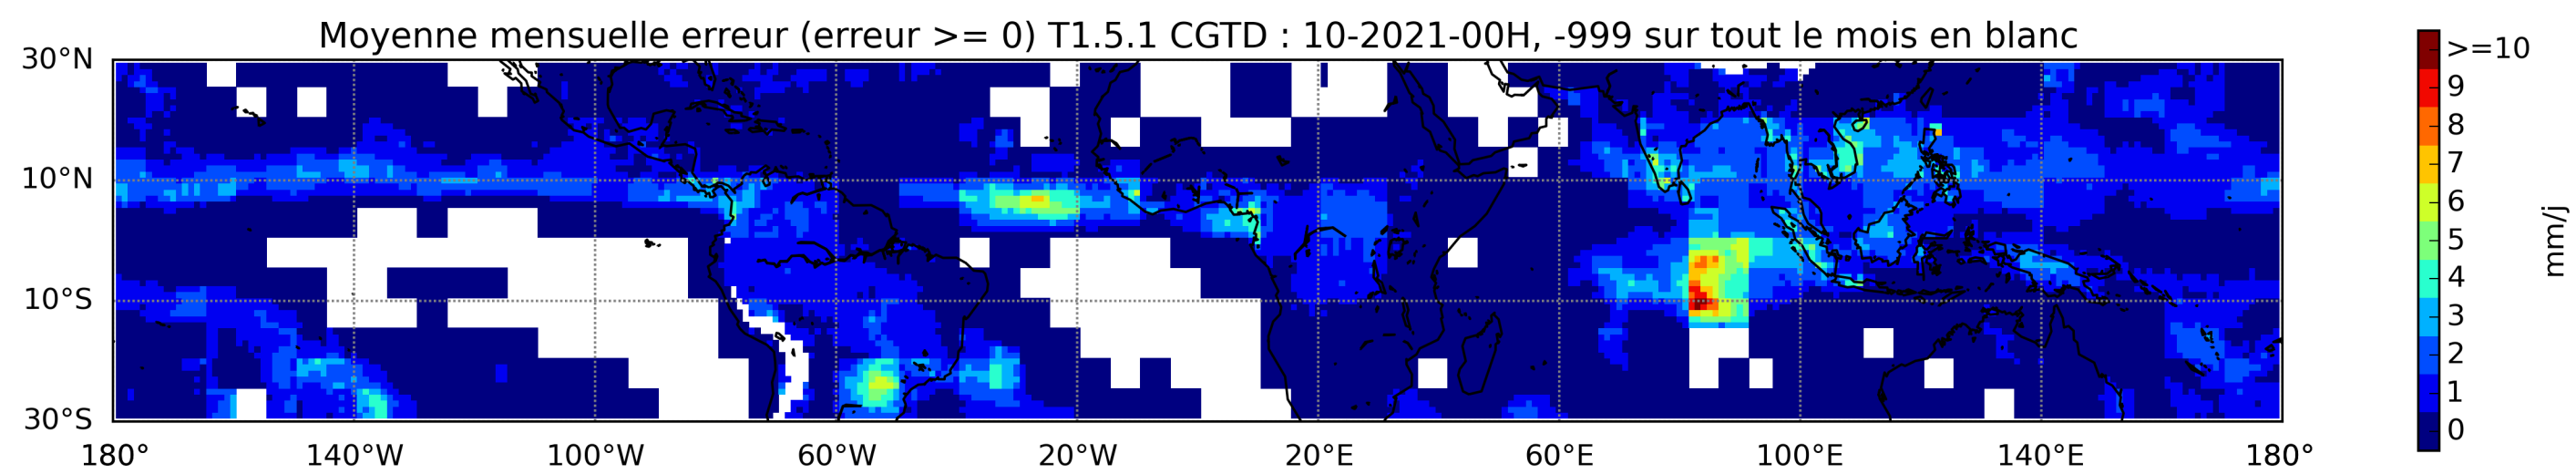 Moyenne mensuelle erreur (erreur >= 0) T1.5.1 CGTD : 10-2021-00H, -999 sur tout le mois en blanc
30°N
10°N
10°S
30°S
180° 140°W 100°W 60°W 20°W 20°E 60°E 100°E 140°E 180°
>=10
9
8
7
6
5
4
3
2
1
0
mm/j